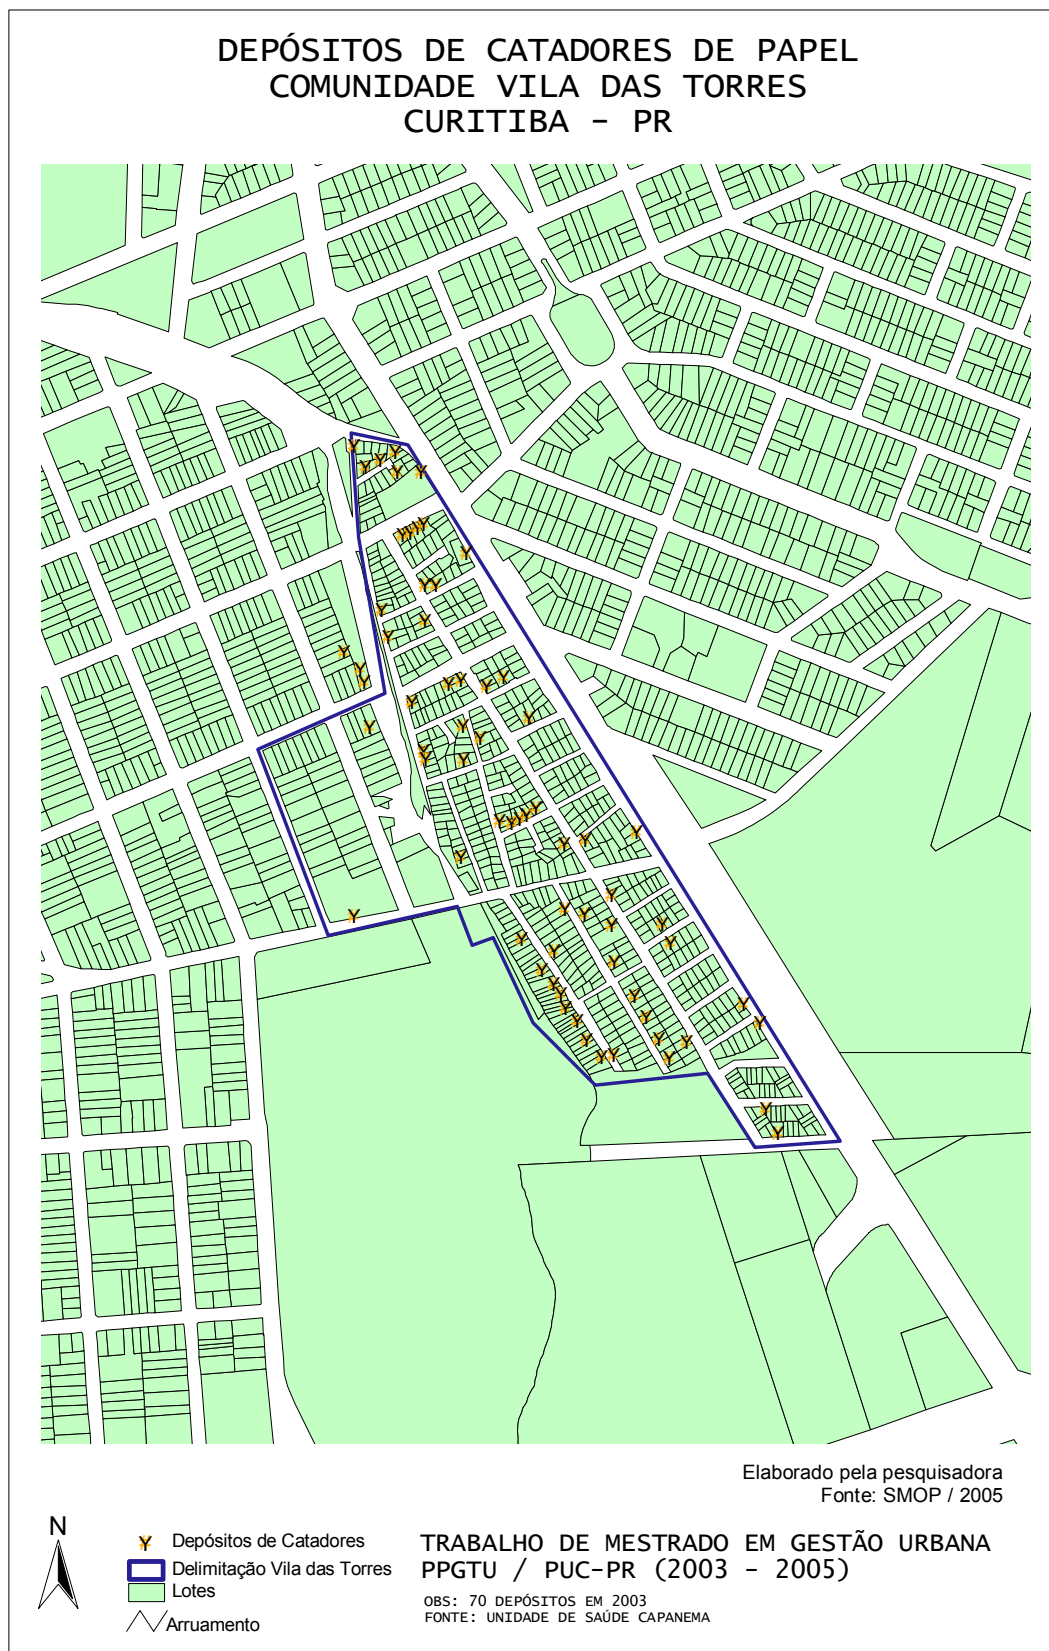 DEPÓSITOS DE CATADORES DE PAPEL
COMUNIDADE VILA DAS TORRES
CURITIBA - PR
Elaborado pela pesquisadora
Fonte: SMOP / 2005
N
Depósitos de Catadores
Delimitação Vila das Torres
Lotes
Arruamento
TRABALHO DE MESTRADO EM GESTÃO URBANA
PPGTU / PUC-PR (2003 - 2005)
OBS: 70 DEPÓSITOS EM 2003
FONTE: UNIDADE DE SAÚDE CAPANEMA